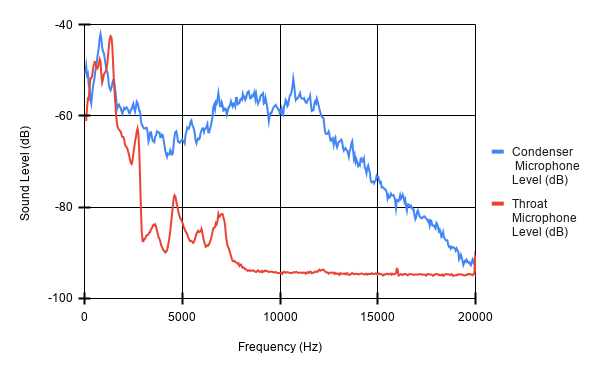 -40
-60
-80
-100
Sound Level (dB)
0
5000
10000
15000
20000
Frequency (Hz)
Condenser
Microphone
Level (dB)
Throat
Microphone
Level (dB)